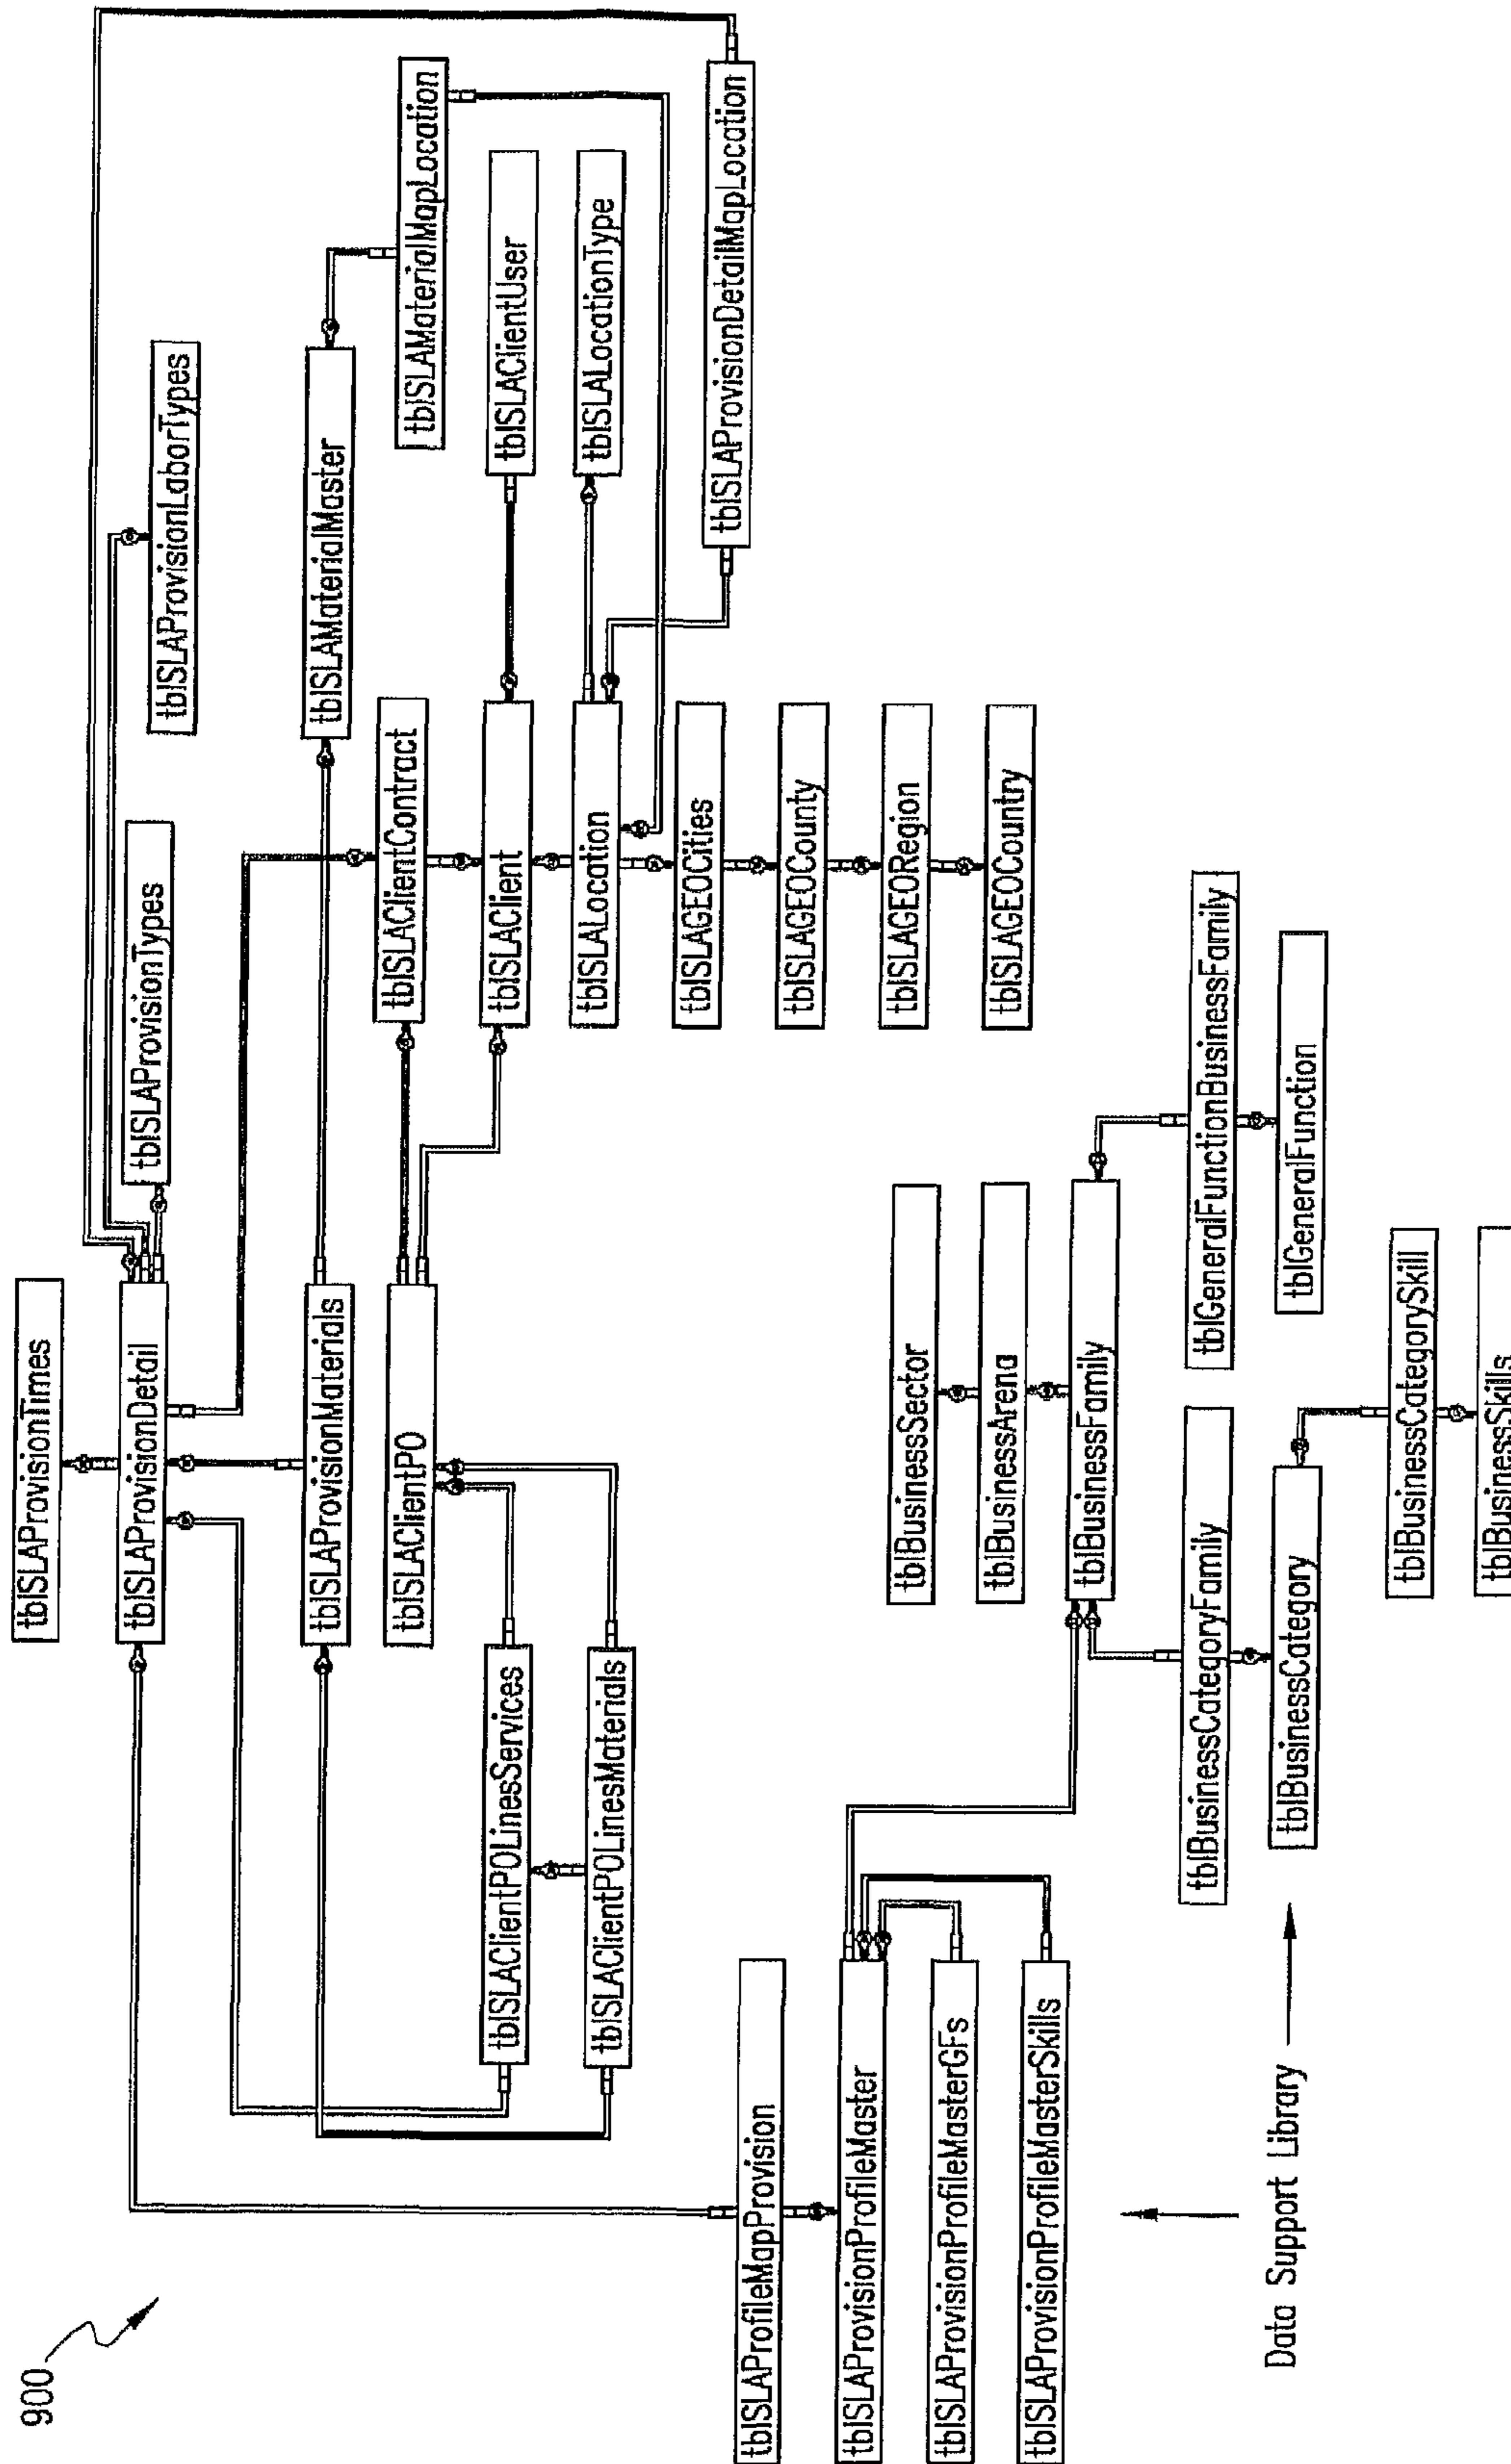 900
tblSLAProvisionTimes
tblSLAProvisionDetail
tblSLAProvisionTypes
tblSLAProvisionLaborTypes
tblSLAProvisionMaterials
tblSLAMaterialMaster
tblSLAClientPO
tblSLAClientContract
tblSLAMaterialMapLocation
tblSLAClientPOLinesServices
tblSLAClient
tblSLAClientUser
tblSLAClientPOLinesMaterials
tblSLALocation
tblSLALocationType
tblSLAGEOCities
tblSLAProvisionDetailMapLocation
tblSLAProfileMapProvision
tblSLAGEOCounty
tblSLAProvisionProfileMaster
tblBusinessSector
tblSLAGEORegion
tblSLAProvisionProfileMasterGFs
tblBusinessArena
tblSLAGEOCountry
tblSLAProvisionProfileMasterSkills
tblBusinessFamily
tblBusinessCategoryFamily
tblGeneralFunctionBusinessFamily
Data Support Library
tblBusinessCategory
tblGeneralFunction
tblBusinessCategorySkill
tblBusinessSkills